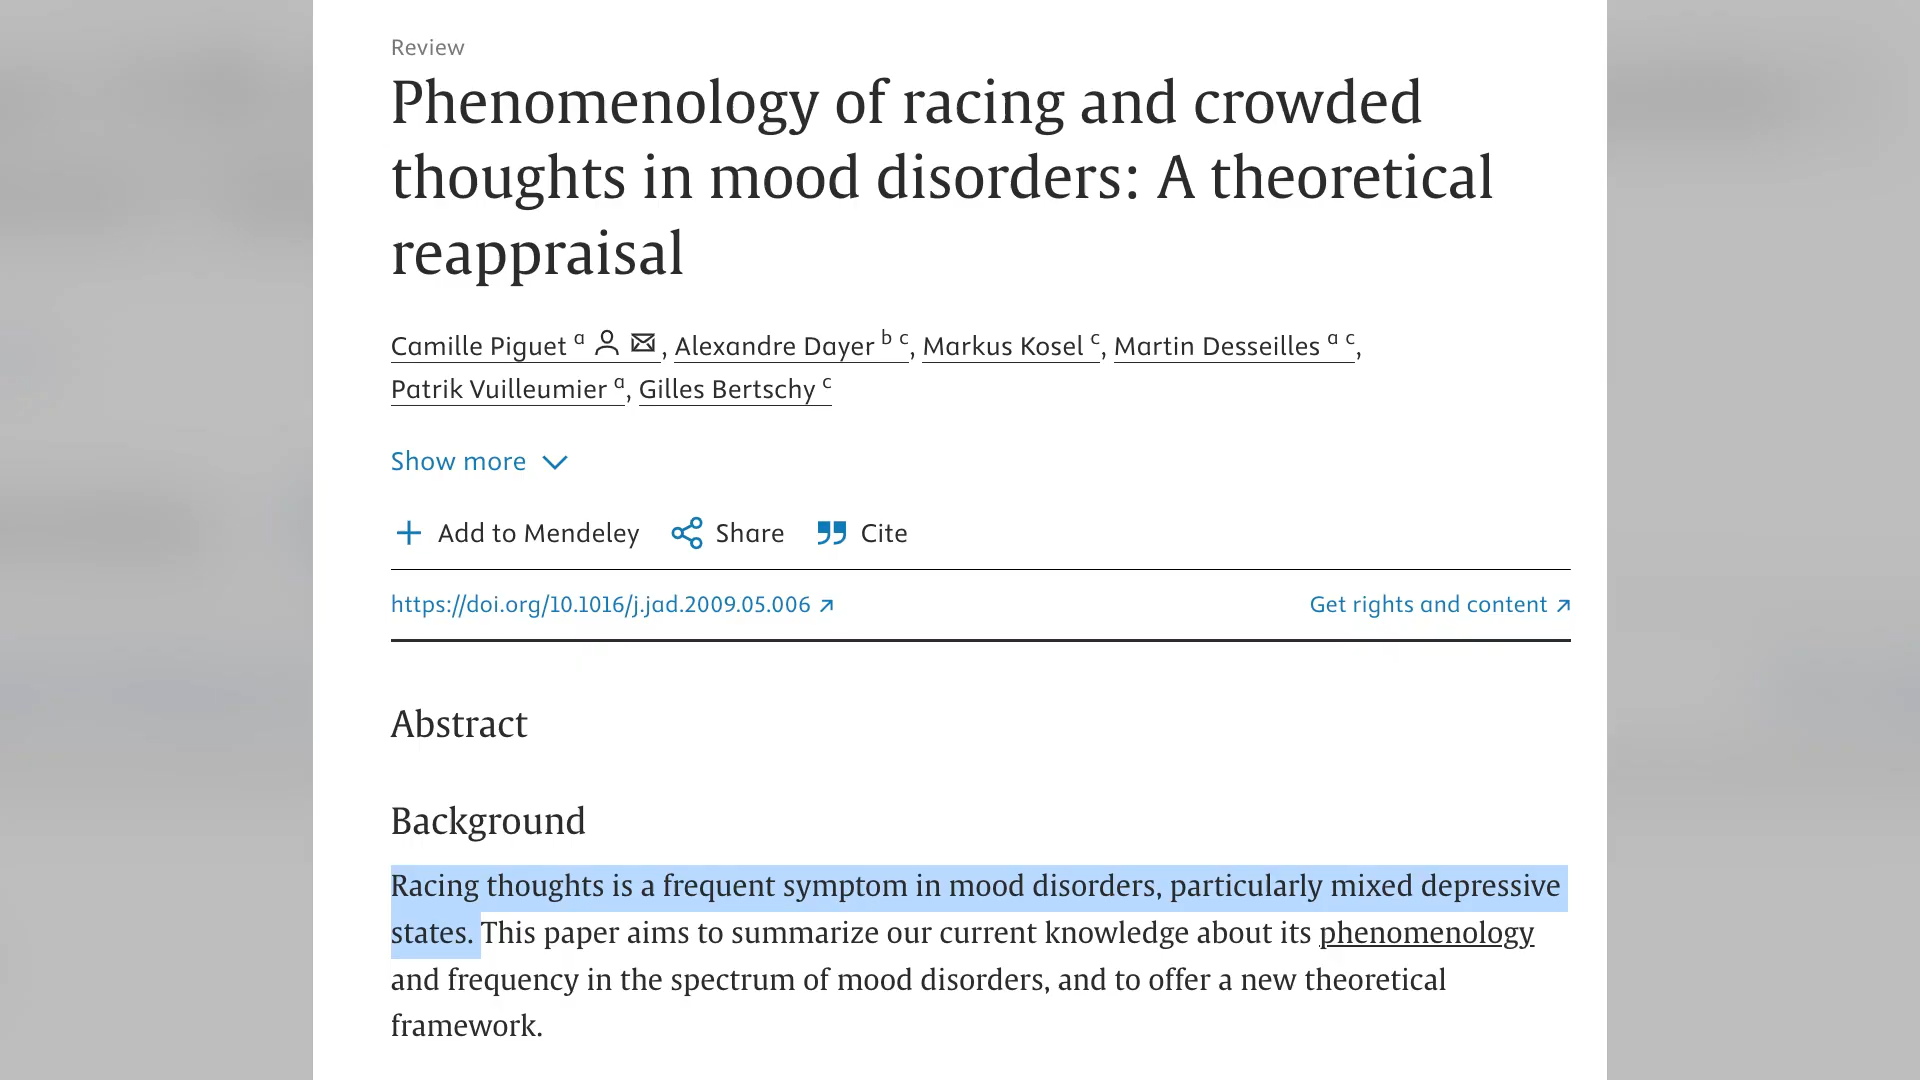 Review
Phenomenology of racing and crowded
thoughts in mood disorders: A theoretical
reappraisal
Camille Piguet a , Alexandre Dayer b c, Markus Kosel c, Martin Desseilles a c,
Patrik Vuilleumier a, Gilles Bertschy c
Show more
Add to Mendeley Share Cite
https://doi.org/10.1016/j.jad.2009.05.006 Get rights and content
Abstract
Background
Racing thoughts is a frequent symptom in mood disorders, particularly mixed depressive
states. This paper aims to summarize our current knowledge about its phenomenology
and frequency in the spectrum of mood disorders, and to offer a new theoretical
framework.